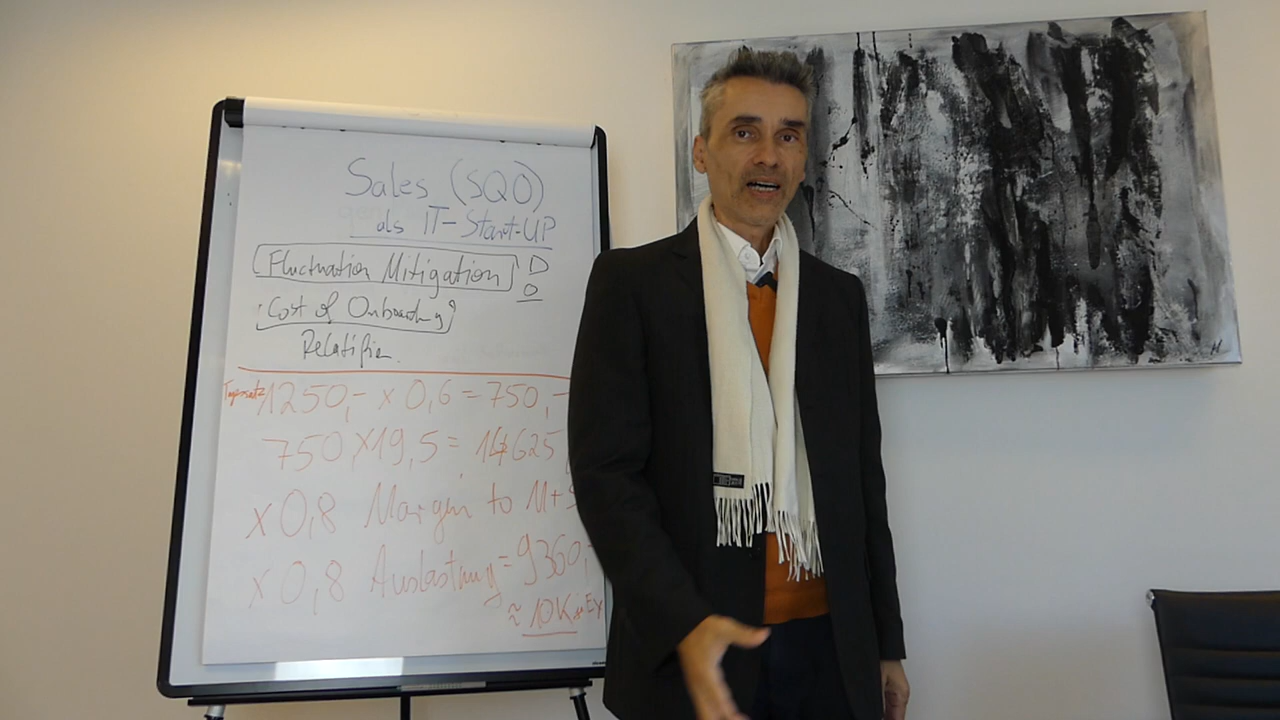 Sales (SQO)
als IT-Start-UP
Fluctuation Mitigation D
Cost of Onboarding? O
Relatifier.
Tagessatz 1250,- x 0,6 = 750,-
750 x 19,5 = 14625
x 0,8 Margin to M+
x 0,8 Auslastung = 9360,-
≈ 10K